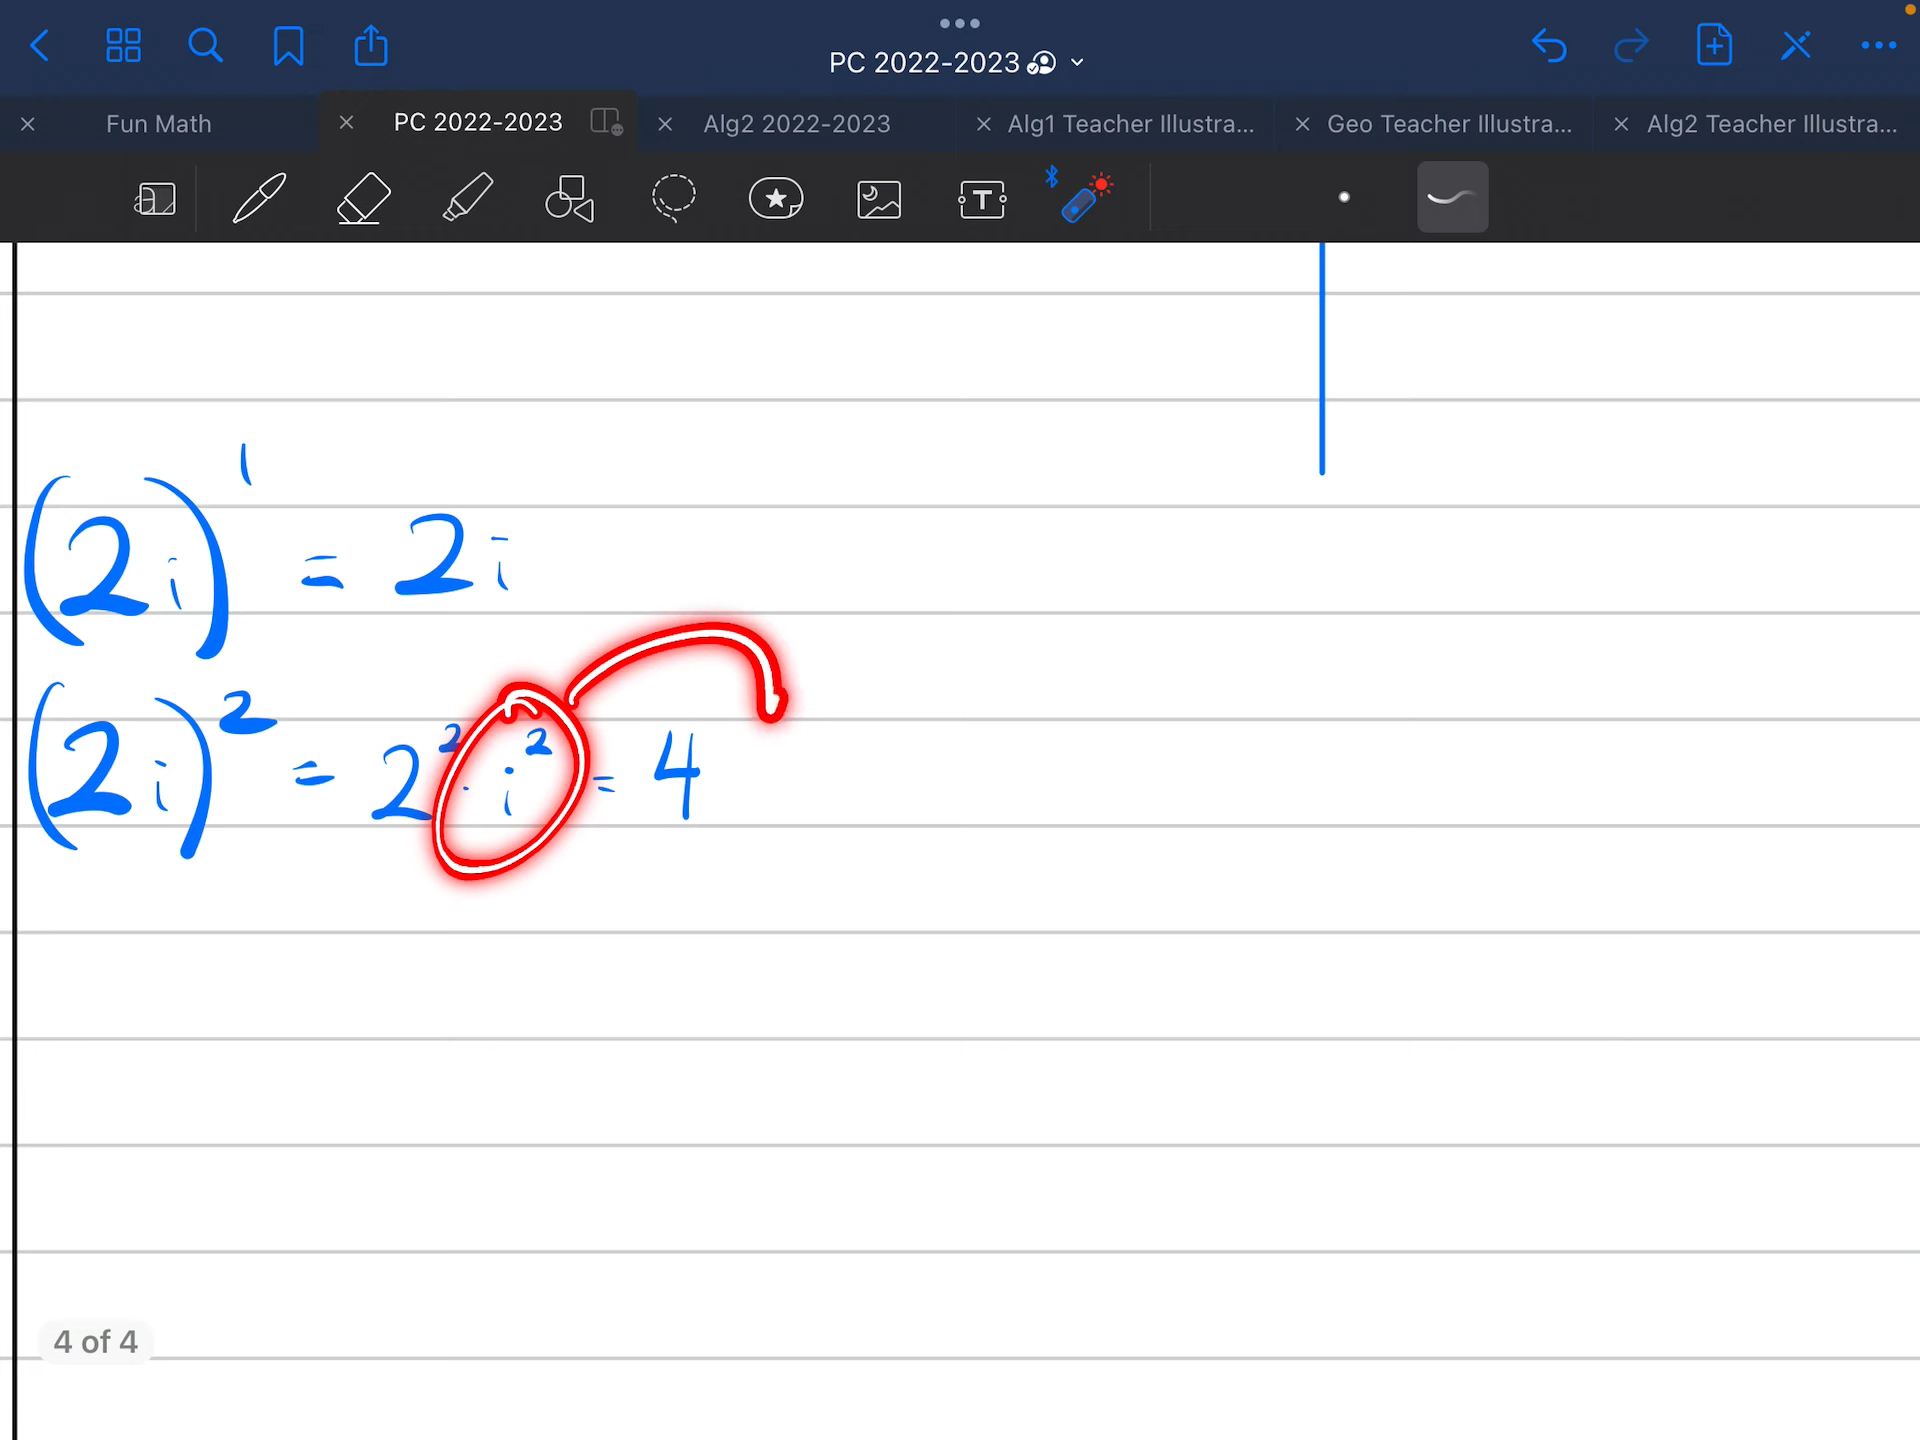 PC 2022-2023
Fun Math
PC 2022-2023
Alg2 2022-2023
Alg1 Teacher Illustra...
Geo Teacher Illustra...
Alg2 Teacher Illustra...
T
(2i)¹ = 2i
(2i)² = 2² · i² = 4
4 of 4